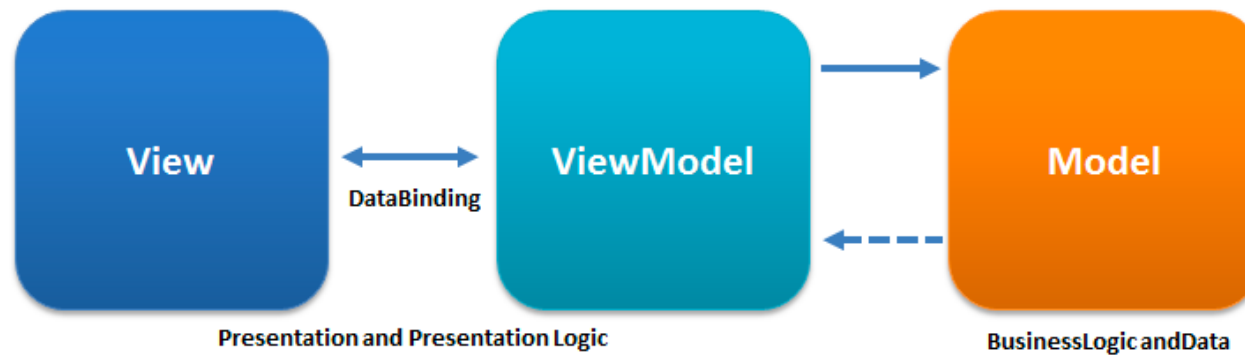 View
ViewModel
Model
DataBinding
Presentation and Presentation Logic
BusinessLogic andData